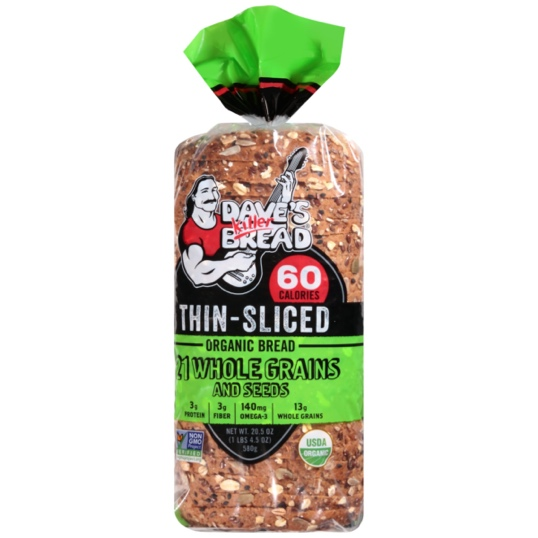 DAVE'S
Killer
BREAD
60
CALORIES
THIN-SLICED
ORGANIC BREAD
21 WHOLE GRAINS
AND SEEDS
3g 3g 140mg 13g
PROTEIN FIBER OMEGA-3 WHOLE GRAINS
NET WT. 20.5 OZ
(1 LBS 4.5 OZ)
580g
NON
GMO
Project
VERIFIED
USDA
ORGANIC